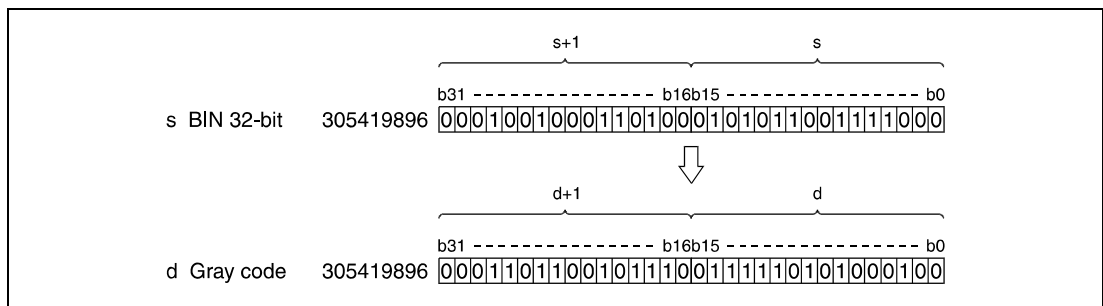 s+1 s
b31 ---------------- b16b15 ---------------- b0
s BIN 32-bit 305419896 00010010001101000101011001111000
d+1 d
b31 ---------------- b16b15 ---------------- b0
d Gray code 305419896 00011011001011100111110101000100